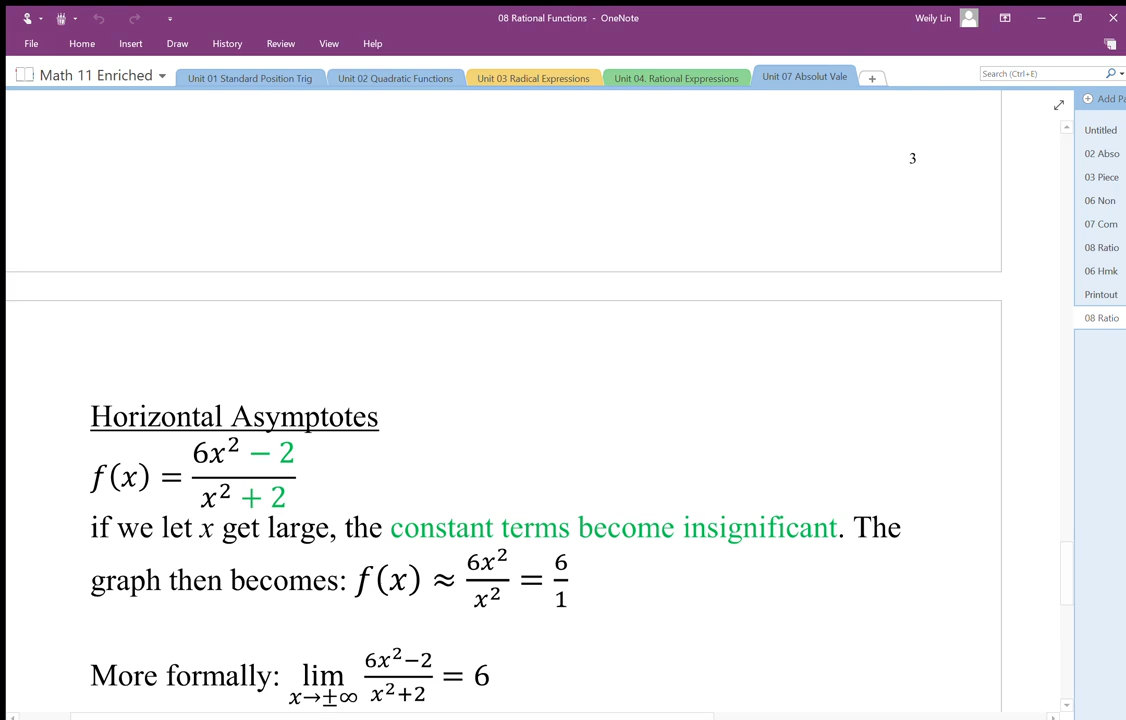 08 Rational Functions - OneNote
Weily Lin
File Home Insert Draw History Review View Help
Math 11 Enriched
Unit 01 Standard Position Trig
Unit 02 Quadratic Functions
Unit 03 Radical Expressions
Unit 04. Rational Exppressions
Unit 07 Absolut Vale
Search (Ctrl+E)
Add Pa
Untitled
02 Abso
03 Piece
06 Non
07 Com
08 Ratio
06 Hmk
Printout
08 Ratio
3
Horizontal Asymptotes
f(x) = (6x² − 2)/(x² + 2)
if we let x get large, the constant terms become insignificant. The
graph then becomes: f(x) ≈ 6x²/x² = 6/1
More formally: lim x→±∞ (6x²−2)/(x²+2) = 6